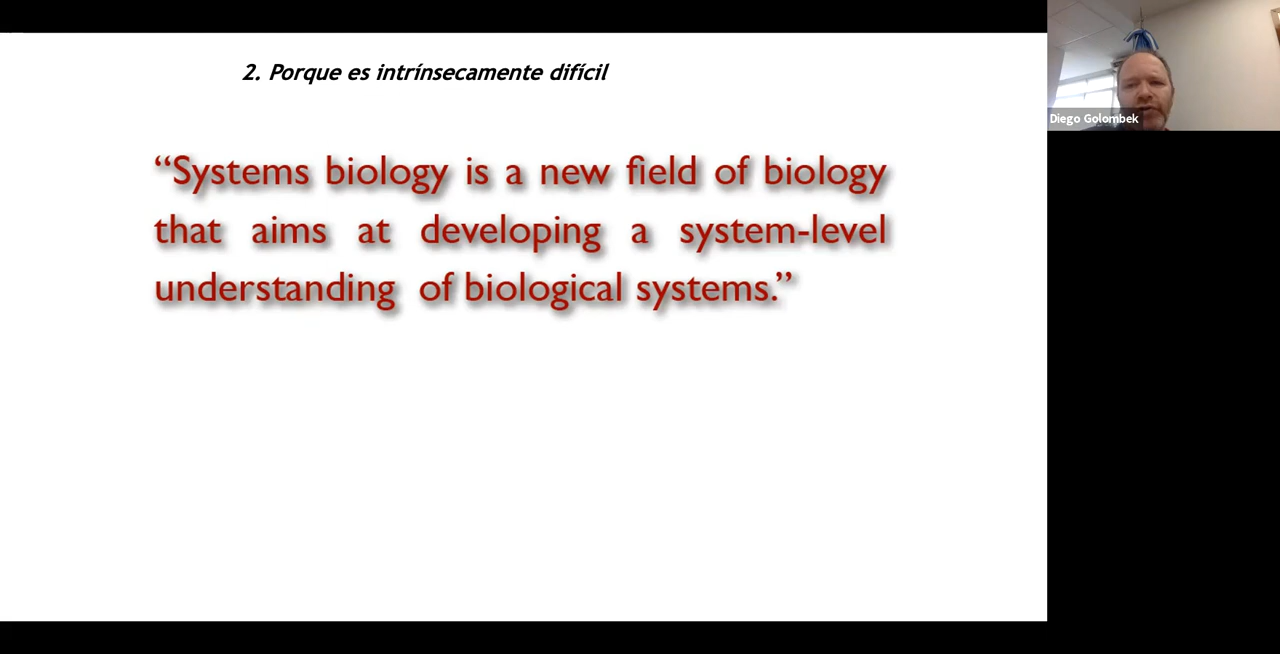 2. Porque es intrínsecamente difícil
“Systems biology is a new field of biology
that aims at developing a system-level
understanding of biological systems.”
Diego Golombek